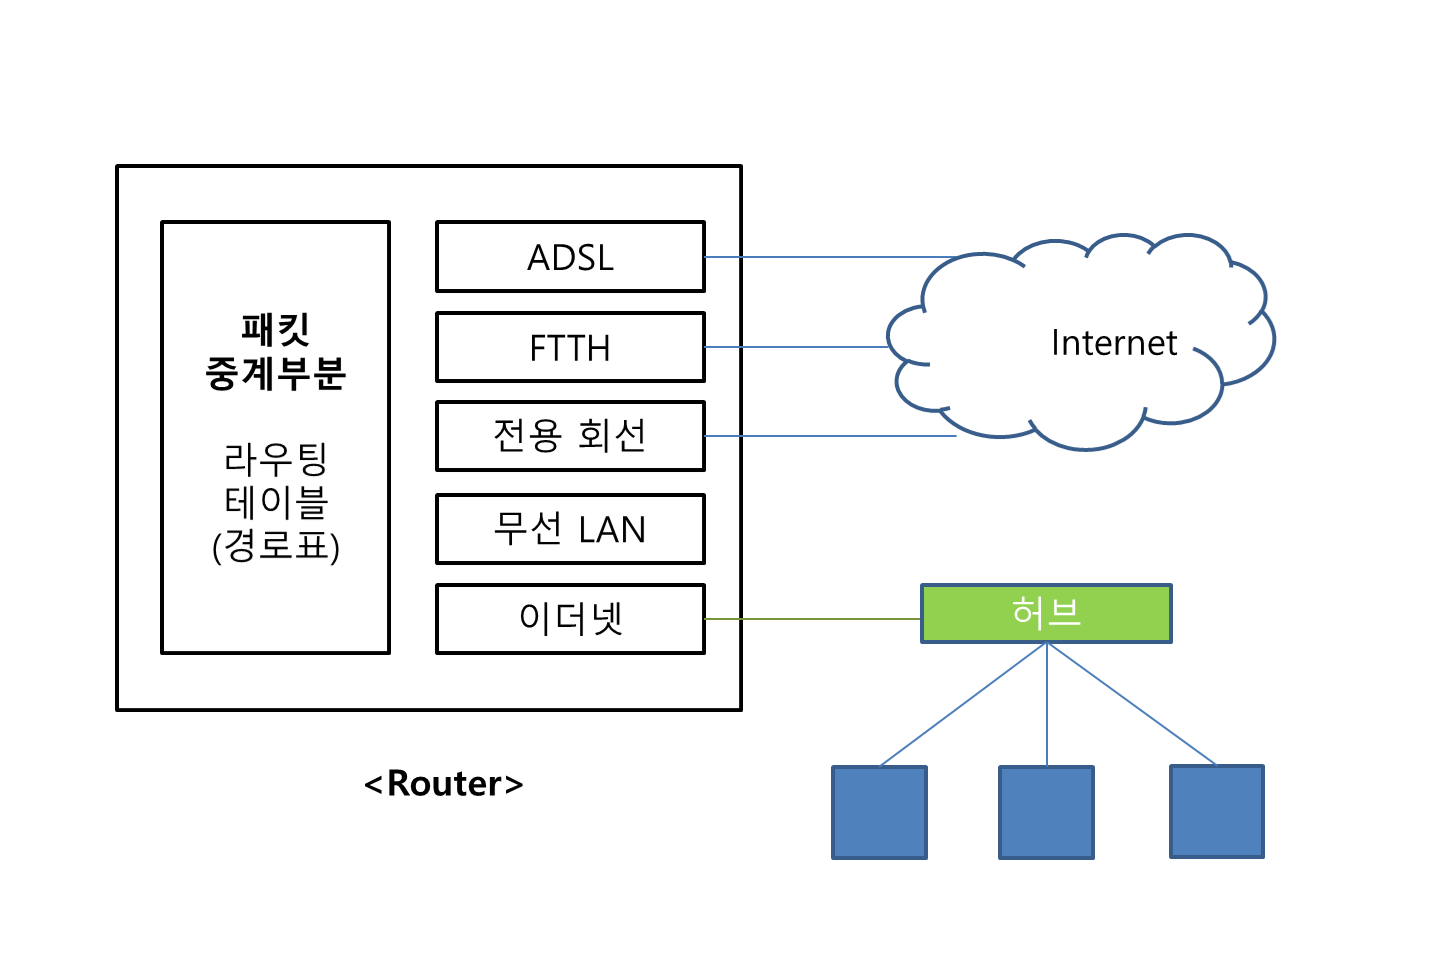 패킷
중계부분
라우팅
테이블
(경로표)
ADSL
FTTH
전용 회선
무선 LAN
이더넷
Internet
허브
<Router>